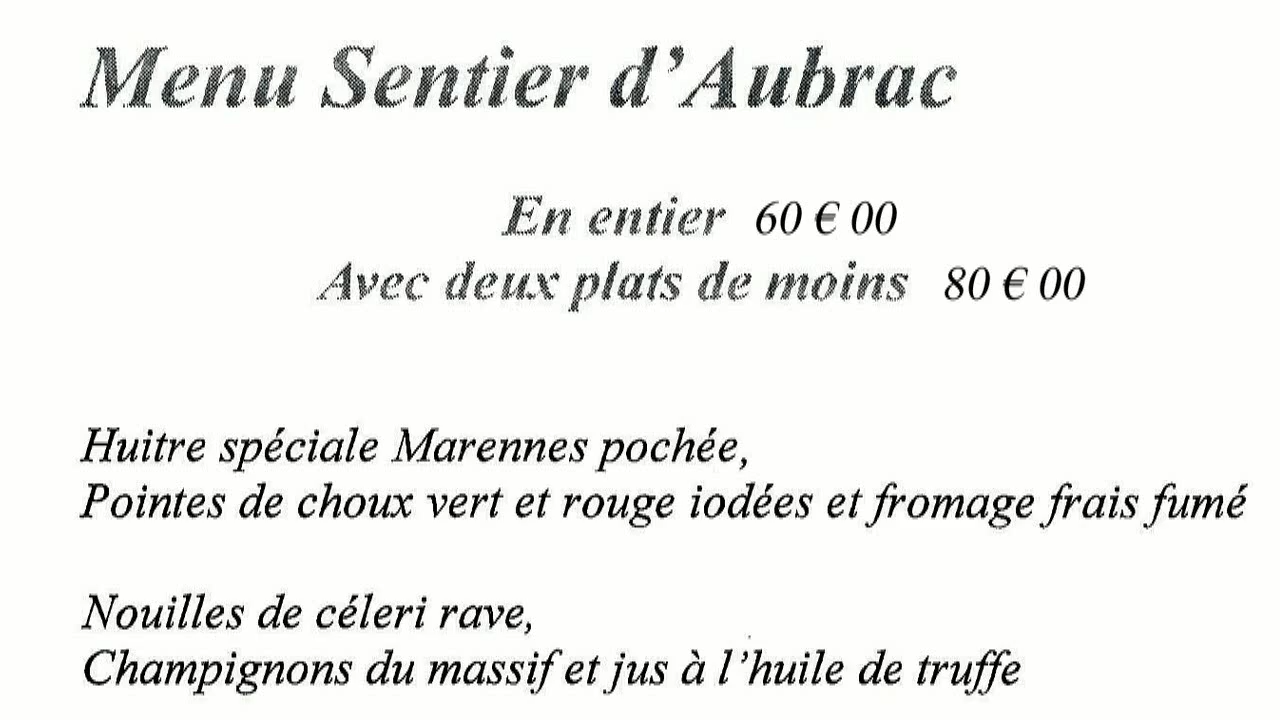 Menu Sentier d’Aubrac
En entier 60 € 00
Avec deux plats de moins 80 € 00
Huitre spéciale Marennes pochée,
Pointes de choux vert et rouge iodées et fromage frais fumé
Nouilles de céleri rave,
Champignons du massif et jus à l’huile de truffe